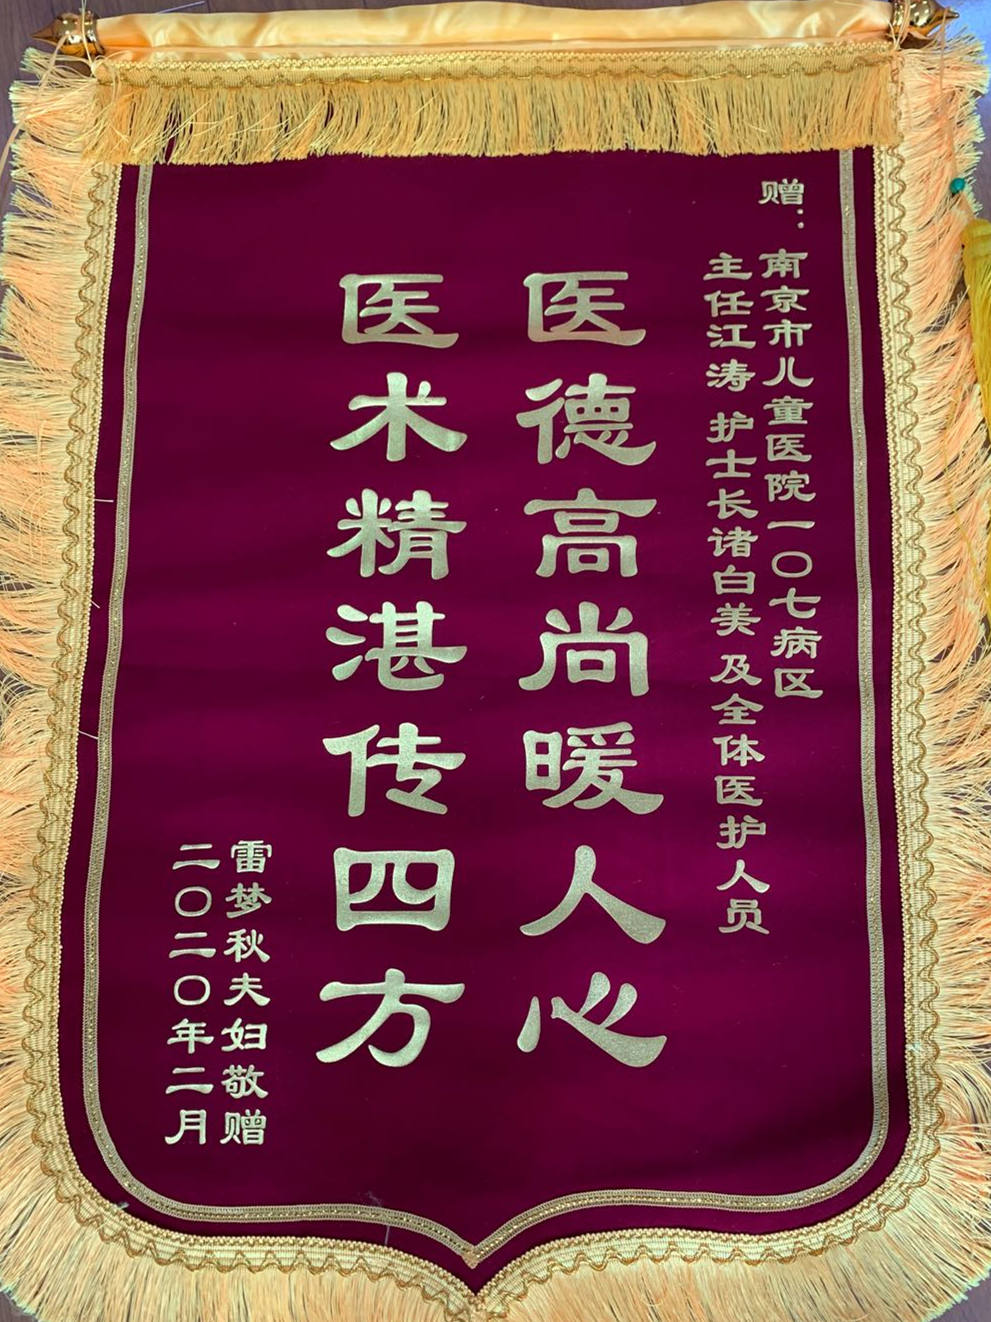 赠：南京市儿童医院一〇七病区
主任江涛 护士长诸白美 及全体医护人员
医德高尚暖人心
医术精湛传四方
雷梦秋夫妇敬赠
二〇二〇年二月